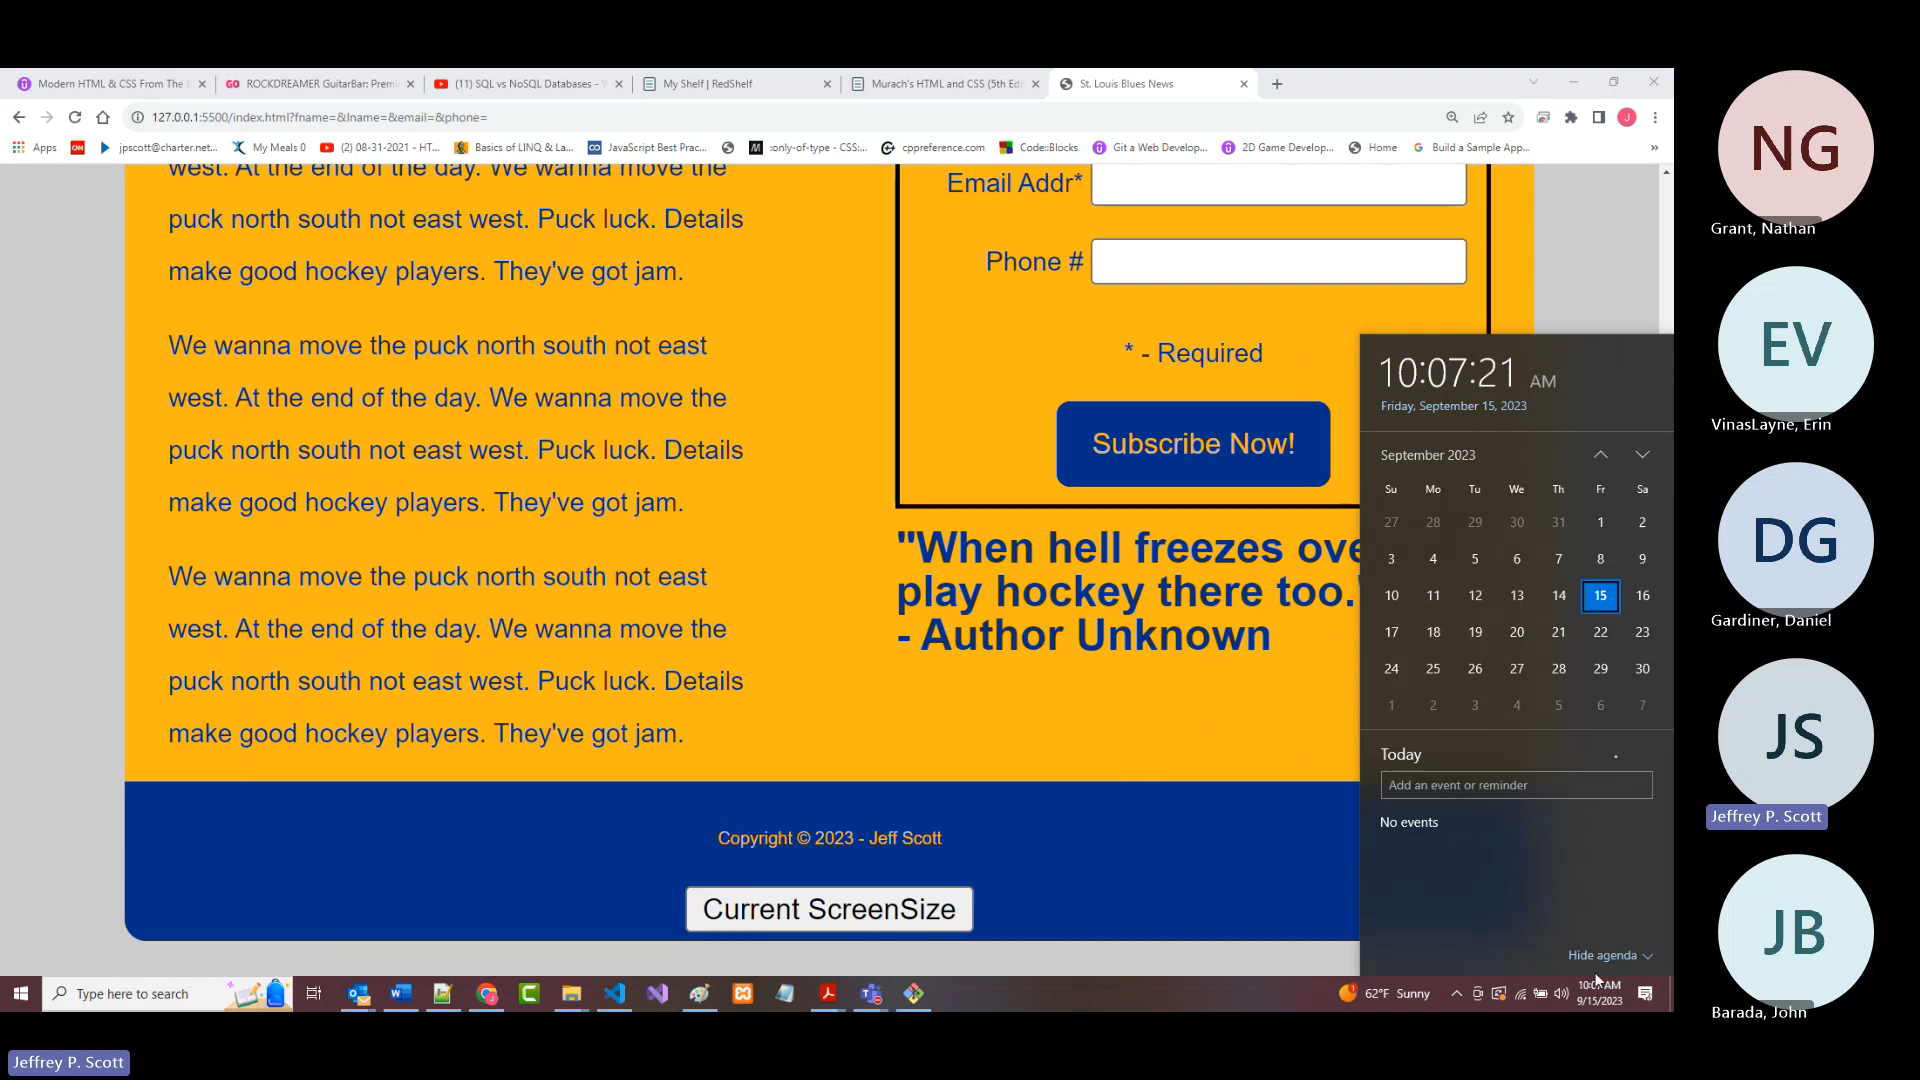 Modern HTML & CSS From The B
ROCKDREAMER GuitarBar: Premi
(11) SQL vs NoSQL Databases - Y
My Shelf | RedShelf
Murach's HTML and CSS (5th Edi
St. Louis Blues News
127.0.0.1:5500/index.html?fname=&lname=&email=&phone=
Apps
CNN
jpscott@charter.net...
My Meals 0
(2) 08-31-2021 - HT...
Basics of LINQ & La...
JavaScript Best Prac...
:only-of-type - CSS:...
cppreference.com
Code::Blocks
Git a Web Develop...
2D Game Develop...
Home
Build a Sample App...
J
west. At the end of the day. We wanna move the
puck north south not east west. Puck luck. Details
make good hockey players. They've got jam.
We wanna move the puck north south not east
west. At the end of the day. We wanna move the
puck north south not east west. Puck luck. Details
make good hockey players. They've got jam.
We wanna move the puck north south not east
west. At the end of the day. We wanna move the
puck north south not east west. Puck luck. Details
make good hockey players. They've got jam.
Email Addr*
Phone #
* - Required
Subscribe Now!
"When hell freezes ove
play hockey there too."
- Author Unknown
Copyright © 2023 - Jeff Scott
Current ScreenSize
10:07:21 AM
Friday, September 15, 2023
September 2023
Su Mo Tu We Th Fr Sa
27 28 29 30 31 1 2
3 4 5 6 7 8 9
10 11 12 13 14 15 16
17 18 19 20 21 22 23
24 25 26 27 28 29 30
1 2 3 4 5 6 7
Today
Add an event or reminder
No events
Hide agenda
Type here to search
62°F Sunny
9/15/2023
NG
Grant, Nathan
EV
VinasLayne, Erin
DG
Gardiner, Daniel
JS
Jeffrey P. Scott
JB
Barada, John
Jeffrey P. Scott